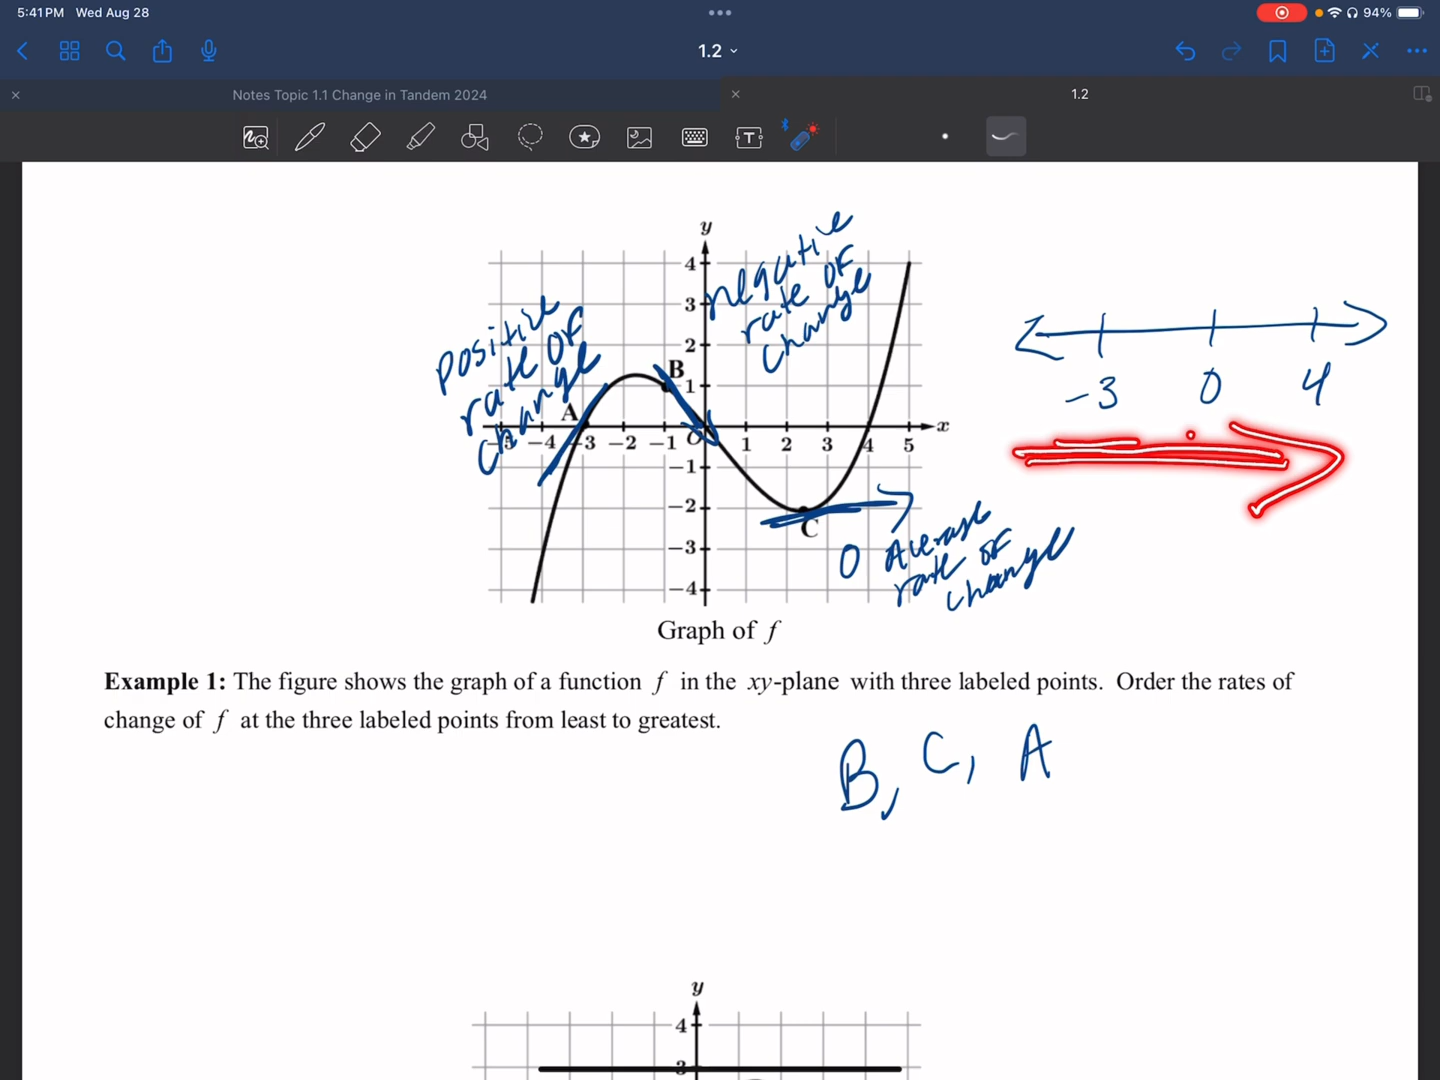 5:41 PM Wed Aug 28
94%
1.2
Notes Topic 1.1 Change in Tandem 2024
1.2
y
4
3
2
1
-1
-2
-3
-4
-5 -4 -3 -2 -1 O 1 2 3 4 5 x
A
B
C
positive
rate of
change
negative
rate of
change
0 Average
rate of
change
-3 0 4
Graph of f
Example 1: The figure shows the graph of a function f in the xy-plane with three labeled points. Order the rates of
change of f at the three labeled points from least to greatest.
B, C, A
y
4
3